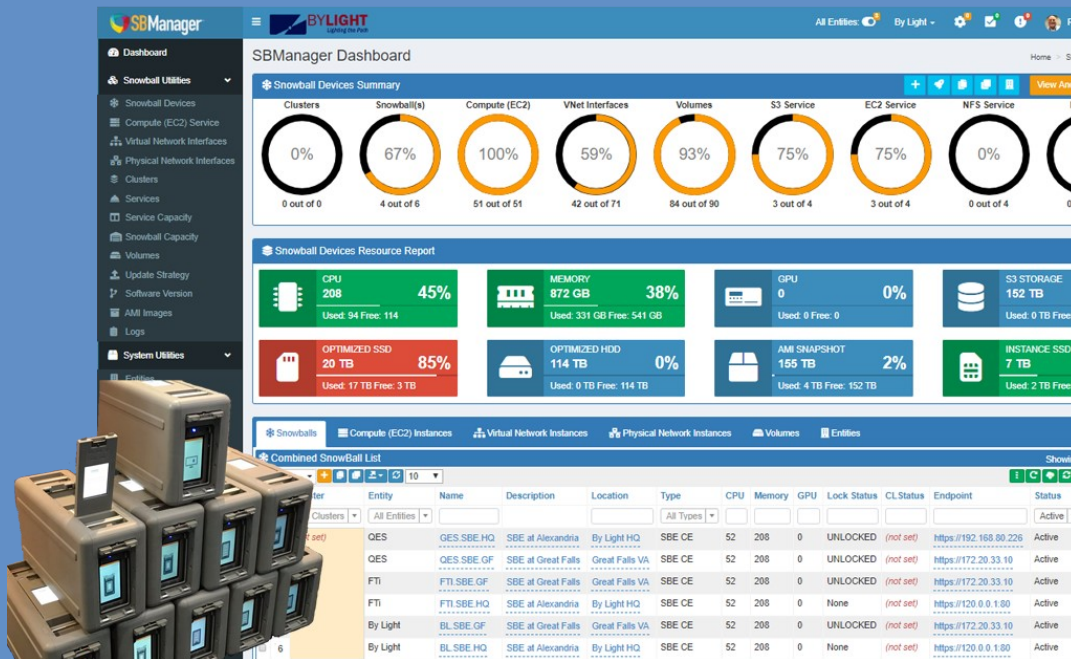 SBManager
BYLIGHT
Lighting the Path
All Entities:
By Light
Dashboard
SBManager Dashboard
Home > S
Snowball Utilities
Snowball Devices
Compute (EC2) Service
Virtual Network Interfaces
Physical Network Interfaces
Clusters
Services
Service Capacity
Snowball Capacity
Volumes
Update Strategy
Software Version
AMI Images
Logs
System Utilities
Entities
Snowball Devices Summary
View An
Clusters Snowball(s) Compute (EC2) VNet Interfaces Volumes S3 Service EC2 Service NFS Service
0% 67% 100% 59% 93% 75% 75% 0%
0 out of 0 4 out of 6 51 out of 51 42 out of 71 84 out of 90 3 out of 4 3 out of 4 0 out of 4
Snowball Devices Resource Report
CPU
208 45%
Used: 94 Free: 114
MEMORY
872 GB 38%
Used: 331 GB Free: 541 GB
GPU
0 0%
Used: 0 Free: 0
S3 STORAGE
152 TB
Used: 0 TB Free
OPTIMIZED SSD
20 TB 85%
Used: 17 TB Free: 3 TB
OPTIMIZED HDD
114 TB 0%
Used: 0 TB Free: 114 TB
AMI SNAPSHOT
155 TB 2%
Used: 4 TB Free: 152 TB
INSTANCE SSD
7 TB
Used: 2 TB Free
Snowballs Compute (EC2) Instances Virtual Network Instances Physical Network Instances Volumes Entities
Combined SnowBall List Showi
10
ter Entity Name Description Location Type CPU Memory GPU Lock Status CLStatus Endpoint Status
Clusters All Entities All Types Active
t set) QES GES.SBE.HQ SBE at Alexandria By Light HQ SBE CE 52 208 0 UNLOCKED (not set) https://192.168.80.226 Active
QES QES.SBE.GF SBE at Great Falls Great Falls VA SBE CE 52 208 0 UNLOCKED (not set) https://172.20.33.10 Active
FTi FTI.SBE.GF SBE at Great Falls Great Falls VA SBE CE 52 208 0 UNLOCKED (not set) https://172.20.33.10 Active
FTi FTI.SBE.HQ SBE at Alexandria By Light HQ SBE CE 52 208 0 None (not set) https://120.0.0.1:80 Active
By Light BL.SBE.GF SBE at Great Falls Great Falls VA SBE CE 52 208 0 UNLOCKED (not set) https://172.20.33.10 Active
6 By Light BL.SBE.HQ SBE at Alexandria By Light HQ SBE CE 52 208 0 None (not set) https://120.0.0.1:80 Active